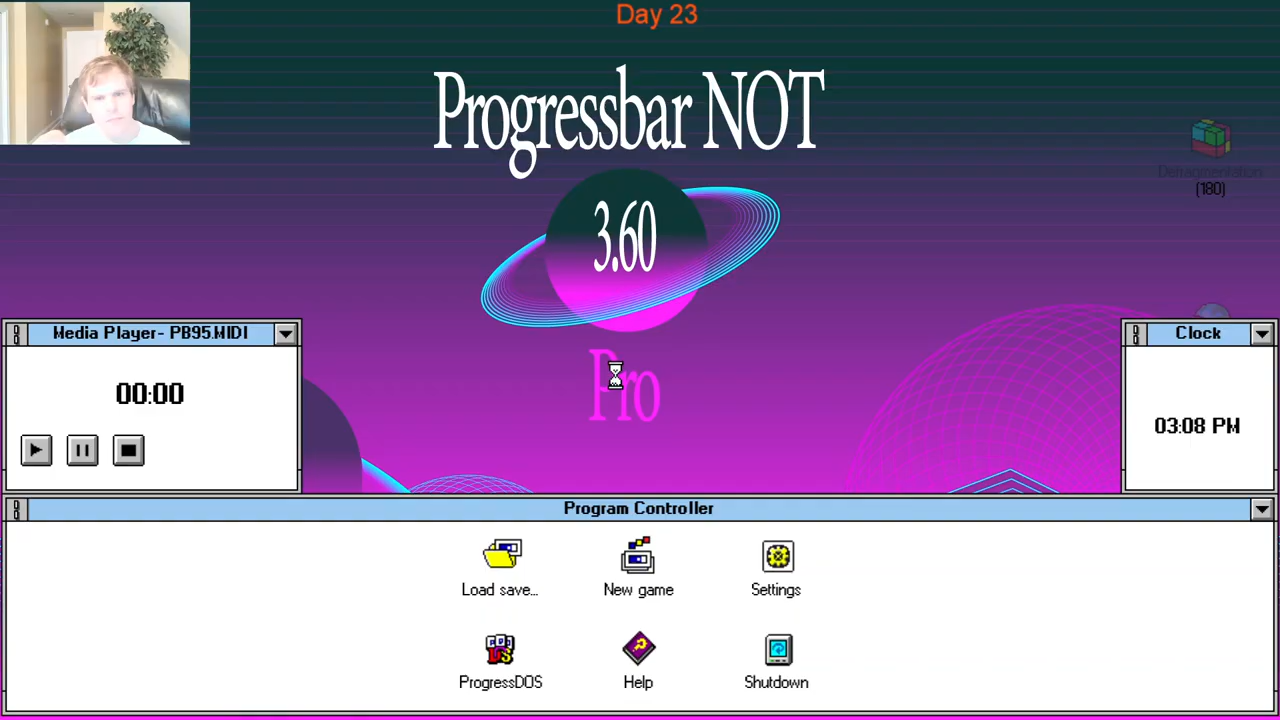 Day 23
Progressbar NOT
3.60
Pro
Defragmentation
(180)
Media Player- PB95.MIDI
00:00
Clock
03:08 PM
Program Controller
Load save...
New game
Settings
ProgressDOS
Help
Shutdown